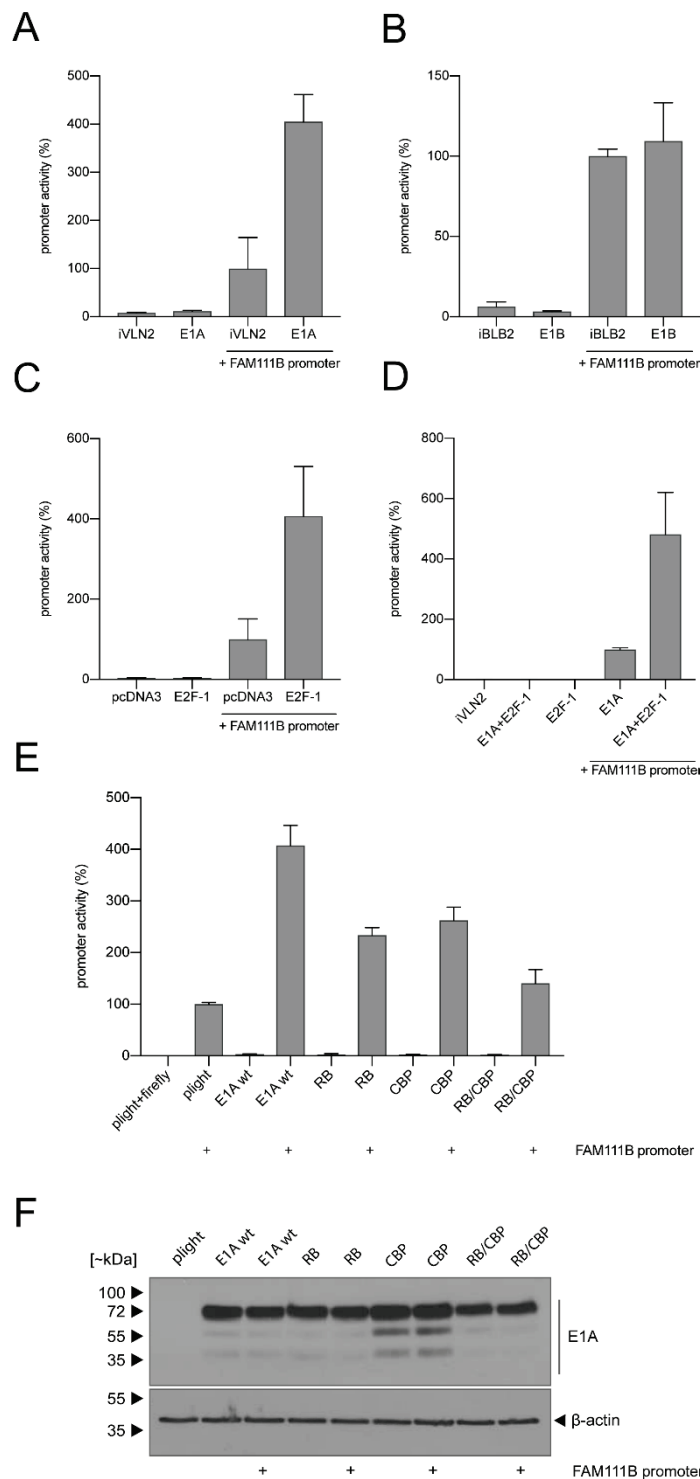 A
B
promoter activity (%)
500
400
300
200
100
0
iVLN2 E1A iVLN2 E1A
+ FAM111B promoter
promoter activity (%)
150
100
50
0
iBLB2 E1B iBLB2 E1B
+ FAM111B promoter
C
D
promoter activity (%)
600
400
200
0
pcDNA3 E2F-1 pcDNA3 E2F-1
+ FAM111B promoter
promoter activity (%)
800
600
400
200
0
iVLN2 E1A+E2F-1 E2F-1 E1A E1A+E2F-1
+ FAM111B promoter
E
promoter activity (%)
500
400
300
200
100
0
plight+firefly plight E1A wt E1A wt RB RB CBP CBP RB/CBP RB/CBP
+ + + + + FAM111B promoter
F
[~kDa] plight E1A wt E1A wt RB RB CBP CBP RB/CBP RB/CBP
100
72
55
35
E1A
55
35
β-actin
+ + + + FAM111B promoter